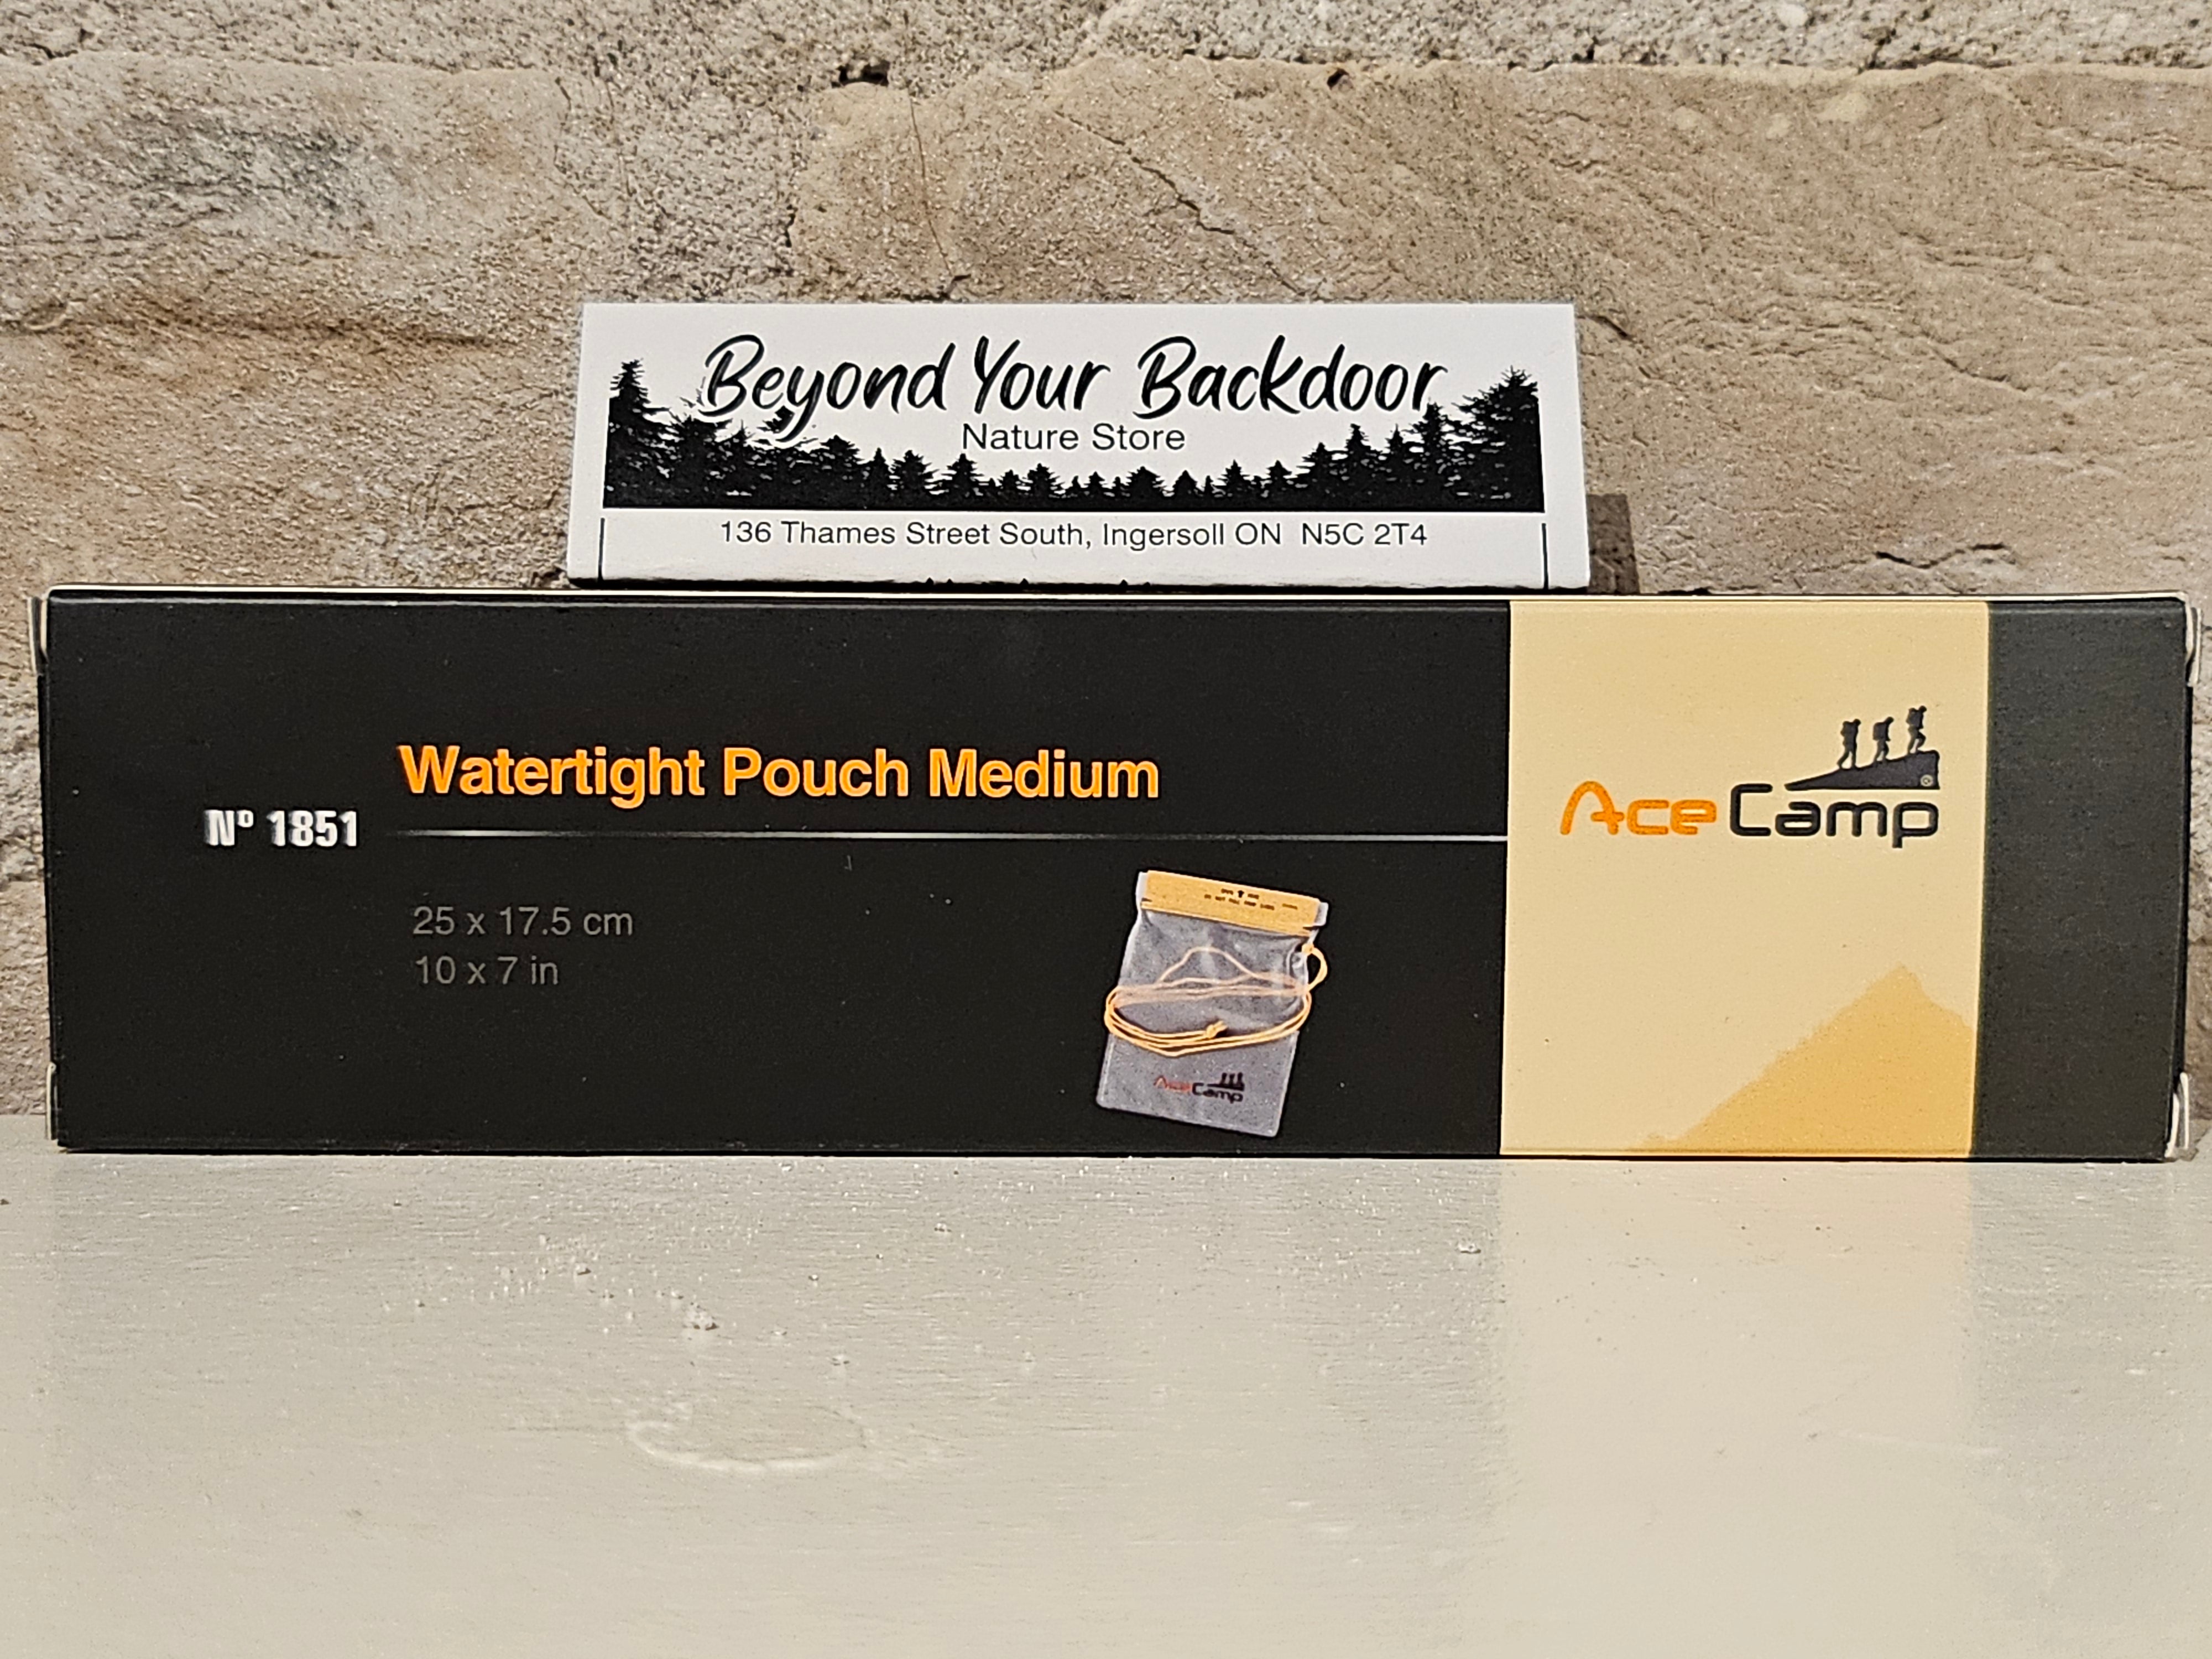 Beyond Your Backdoor
Nature Store
136 Thames Street South, Ingersoll ON N5C 2T4
Watertight Pouch Medium
Nº 1851
25 x 17.5 cm
10 x 7 in
AceCamp
®
AceCamp